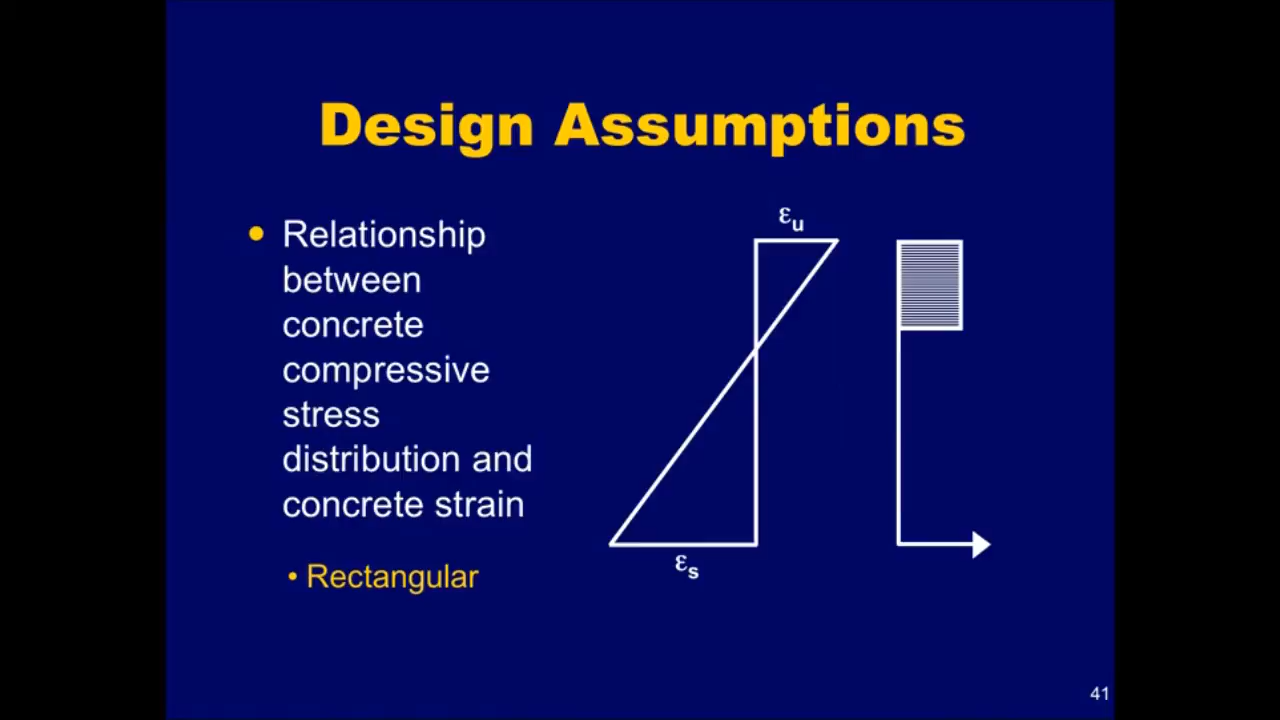 Design Assumptions
• Relationship
between
concrete
compressive
stress
distribution and
concrete strain
• Rectangular
εu
εs
41